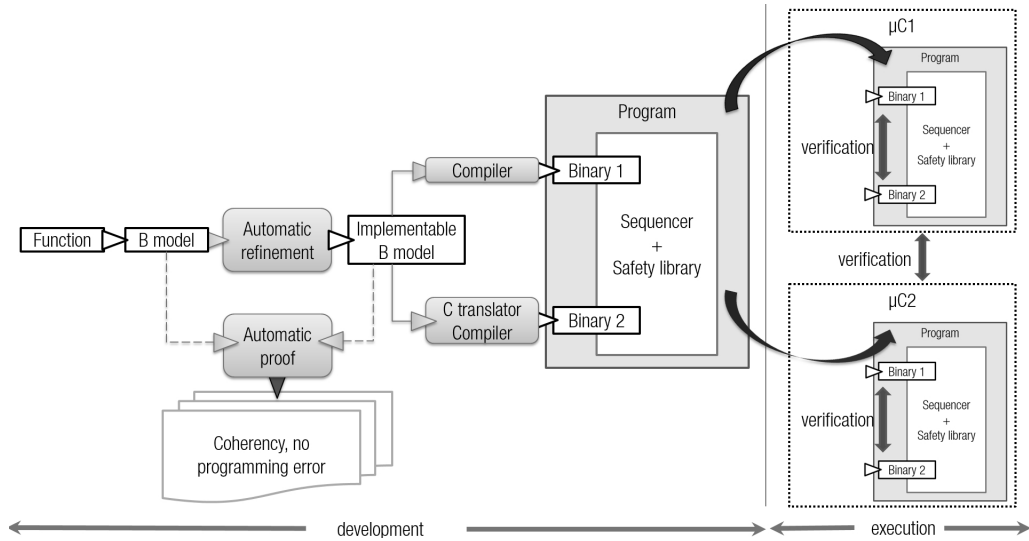 Function
B model
Automatic
refinement
Implementable
B model
Automatic
proof
Coherency, no
programming error
Compiler
C translator
Compiler
Program
Binary 1
Sequencer
+
Safety library
Binary 2
µC1
Program
Binary 1
verification
Sequencer
+
Safety library
Binary 2
verification
µC2
Program
Binary 1
verification
Sequencer
+
Safety library
Binary 2
development
execution